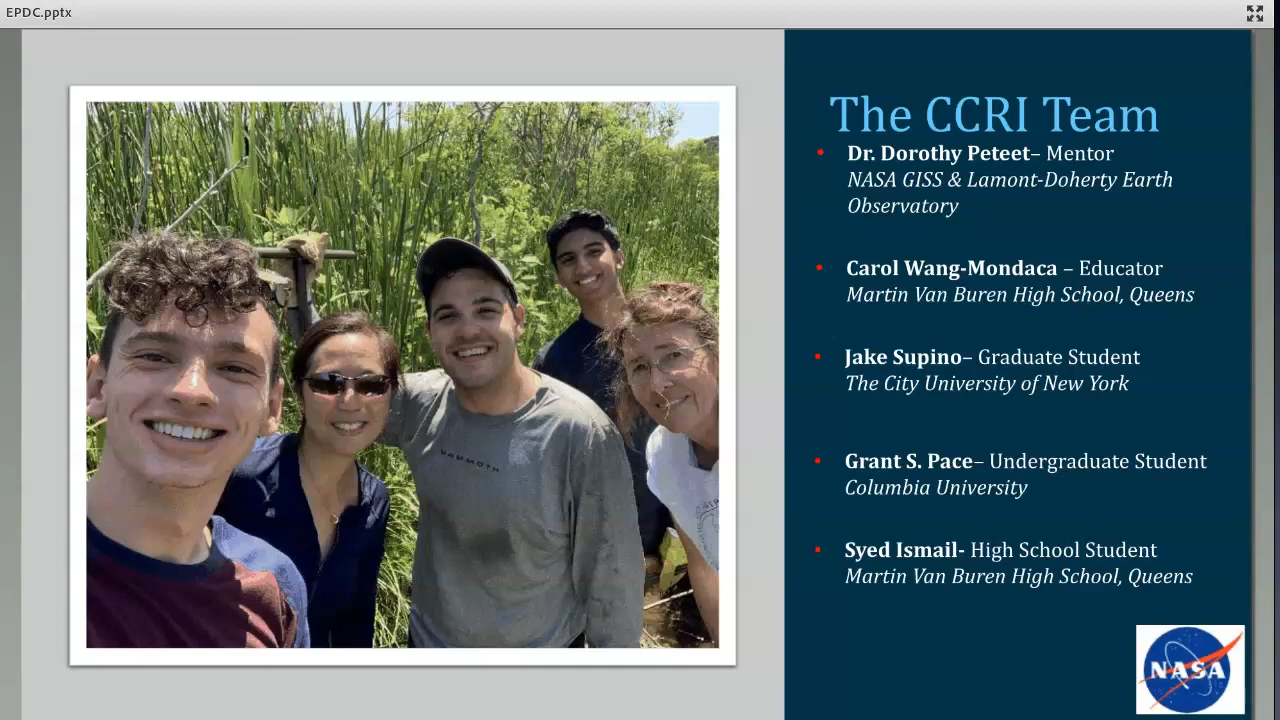 EPDC.pptx
The CCRI Team
• Dr. Dorothy Peteet– Mentor
NASA GISS & Lamont-Doherty Earth
Observatory
• Carol Wang-Mondaca – Educator
Martin Van Buren High School, Queens
• Jake Supino– Graduate Student
The City University of New York
• Grant S. Pace– Undergraduate Student
Columbia University
• Syed Ismail- High School Student
Martin Van Buren High School, Queens
MAMMOTH
NASA